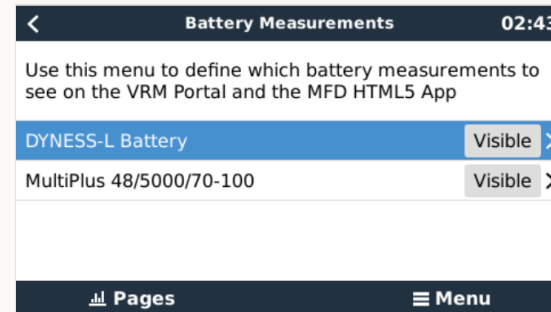 Battery Measurements 02:43
Use this menu to define which battery measurements to
see on the VRM Portal and the MFD HTML5 App
DYNESS-L Battery Visible
MultiPlus 48/5000/70-100 Visible
Pages Menu